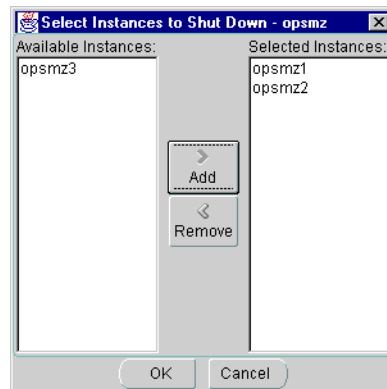 Select Instances to Shut Down - opsmz
Available Instances:
opsmz3
Selected Instances:
opsmz1
opsmz2
Add
Remove
OK
Cancel